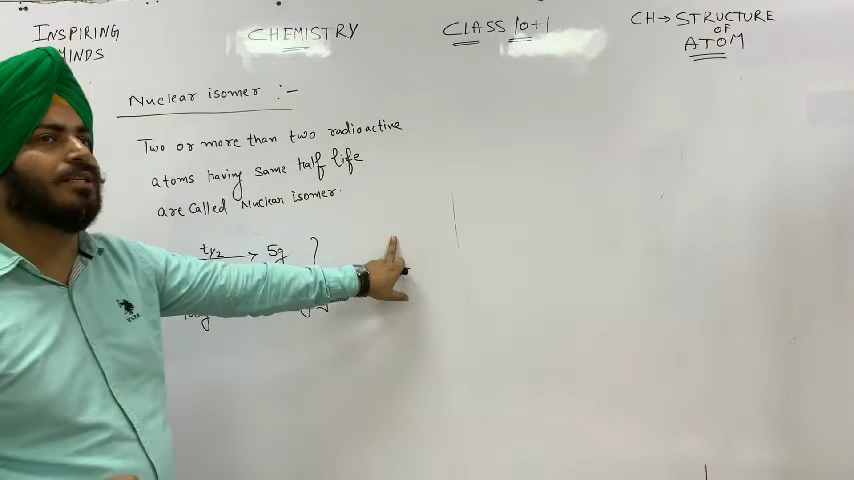 INSPIRING
MINDS
CHEMISTRY
CLASS 10+1
CH → STRUCTURE
OF
ATOM
Nuclear isomer :-
Two or more than two radioactive
atoms having same half life
are called Nuclear isomer.
t1/2 → 5g